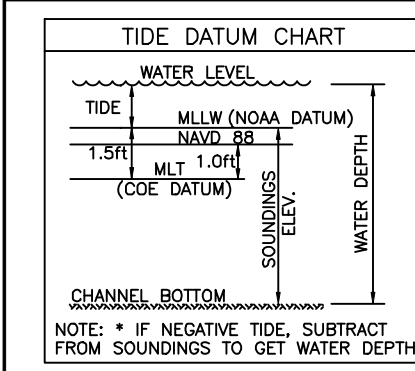 TIDE DATUM CHART
WATER LEVEL
TIDE
MLLW (NOAA DATUM)
NAVD 88
1.5ft
MLT
1.0ft
(COE DATUM)
SOUNDINGS
ELEV.
WATER DEPTH
CHANNEL BOTTOM
NOTE: * IF NEGATIVE TIDE, SUBTRACT
FROM SOUNDINGS TO GET WATER DEPTH